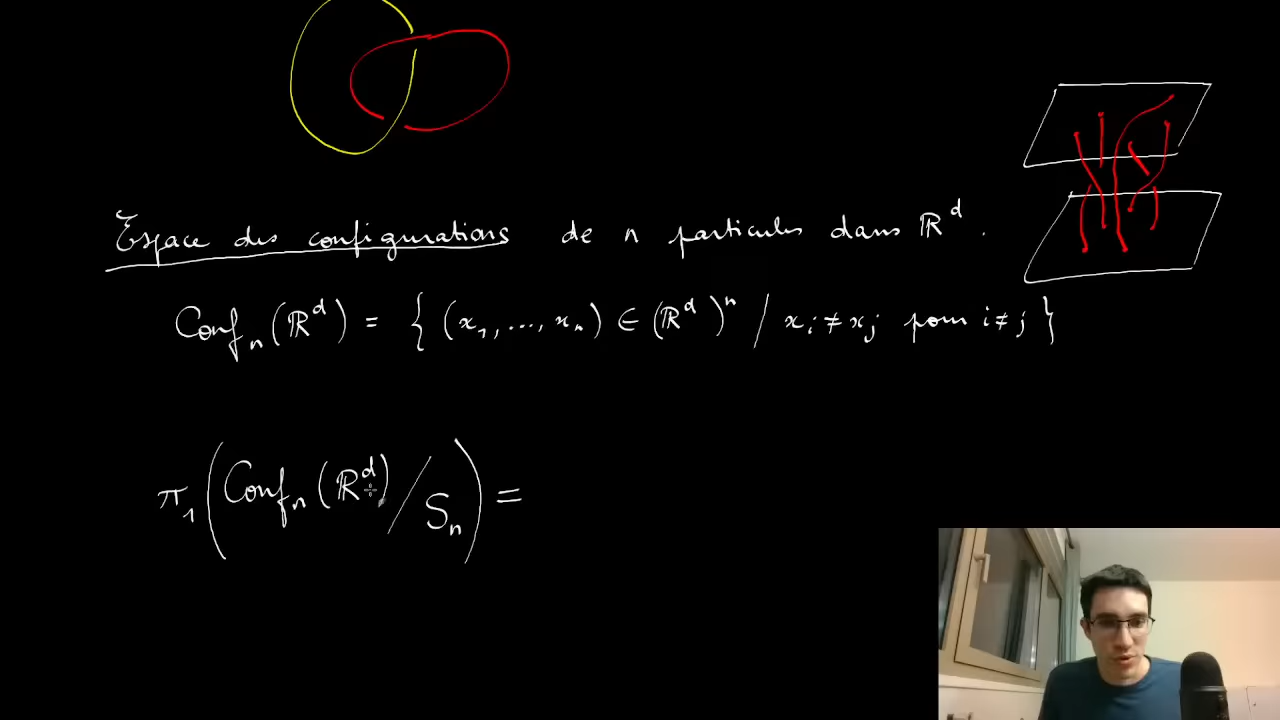 Espace des configurations de n particules dans ℝ^d.
Conf_n(ℝ^d) = { (x_1, ..., x_n) ∈ (ℝ^d)^n / x_i ≠ x_j pour i ≠ j }
π_1(Conf_n(ℝ^d) / S_n) =